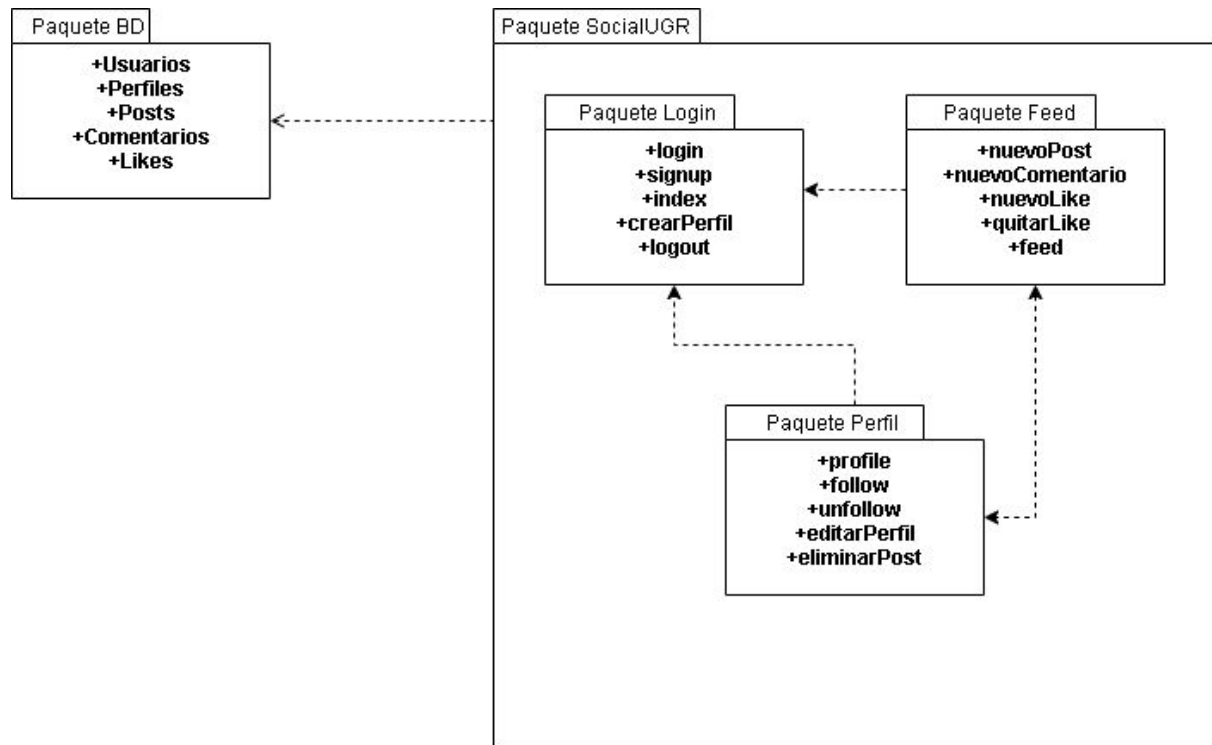 Paquete BD
+Usuarios
+Perfiles
+Posts
+Comentarios
+Likes
Paquete SocialUGR
Paquete Login
+login
+signup
+index
+crearPerfil
+logout
Paquete Feed
+nuevoPost
+nuevoComentario
+nuevoLike
+quitarLike
+feed
Paquete Perfil
+profile
+follow
+unfollow
+editarPerfil
+eliminarPost